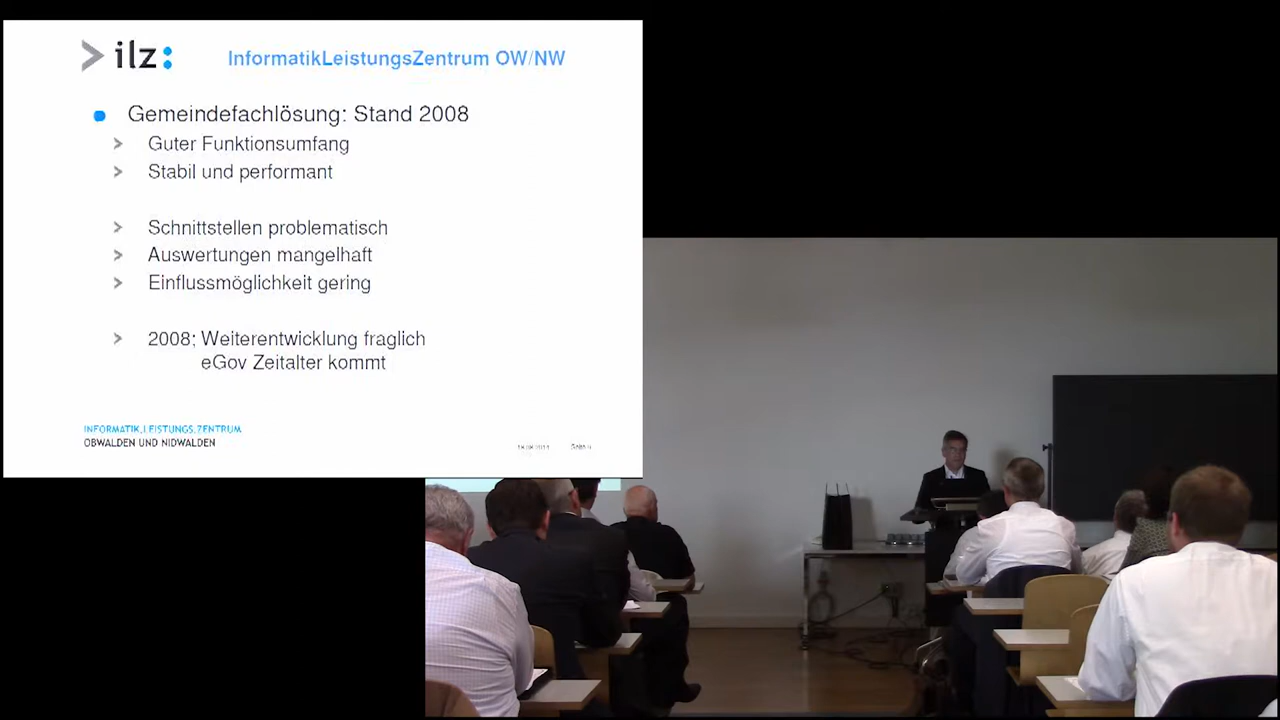 ilz:
InformatikLeistungsZentrum OW/NW
Gemeindefachlösung: Stand 2008
Guter Funktionsumfang
Stabil und performant
Schnittstellen problematisch
Auswertungen mangelhaft
Einflussmöglichkeit gering
2008: Weiterentwicklung fraglich
eGov Zeitalter kommt
INFORMATIK.LEISTUNGS.ZENTRUM
OBWALDEN UND NIDWALDEN